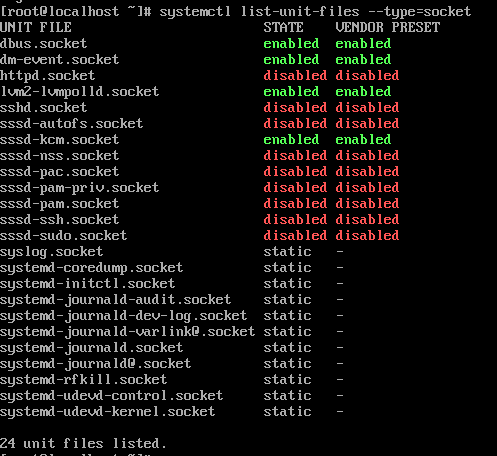 [root@localhost ~]# systemctl list-unit-files --type=socket
UNIT FILE STATE VENDOR PRESET
dbus.socket enabled enabled
dm-event.socket enabled enabled
httpd.socket disabled disabled
lvm2-lvmpolld.socket enabled enabled
sshd.socket disabled disabled
sssd-autofs.socket disabled disabled
sssd-kcm.socket enabled enabled
sssd-nss.socket disabled disabled
sssd-pac.socket disabled disabled
sssd-pam-priv.socket disabled disabled
sssd-pam.socket disabled disabled
sssd-ssh.socket disabled disabled
sssd-sudo.socket disabled disabled
syslog.socket static -
systemd-coredump.socket static -
systemd-initctl.socket static -
systemd-journald-audit.socket static -
systemd-journald-dev-log.socket static -
systemd-journald-varlink@.socket static -
systemd-journald.socket static -
systemd-journald@.socket static -
systemd-rfkill.socket static -
systemd-udevd-control.socket static -
systemd-udevd-kernel.socket static -
24 unit files listed.
[root@localhost ~]#